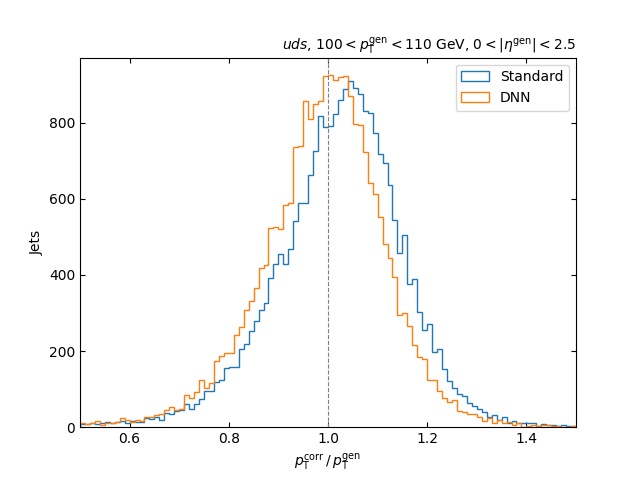 uds, 100 < p_T^gen < 110 GeV, 0 < |η^gen| < 2.5
Standard
DNN
Jets
800
600
400
200
0
0.6 0.8 1.0 1.2 1.4
p_T^corr / p_T^gen